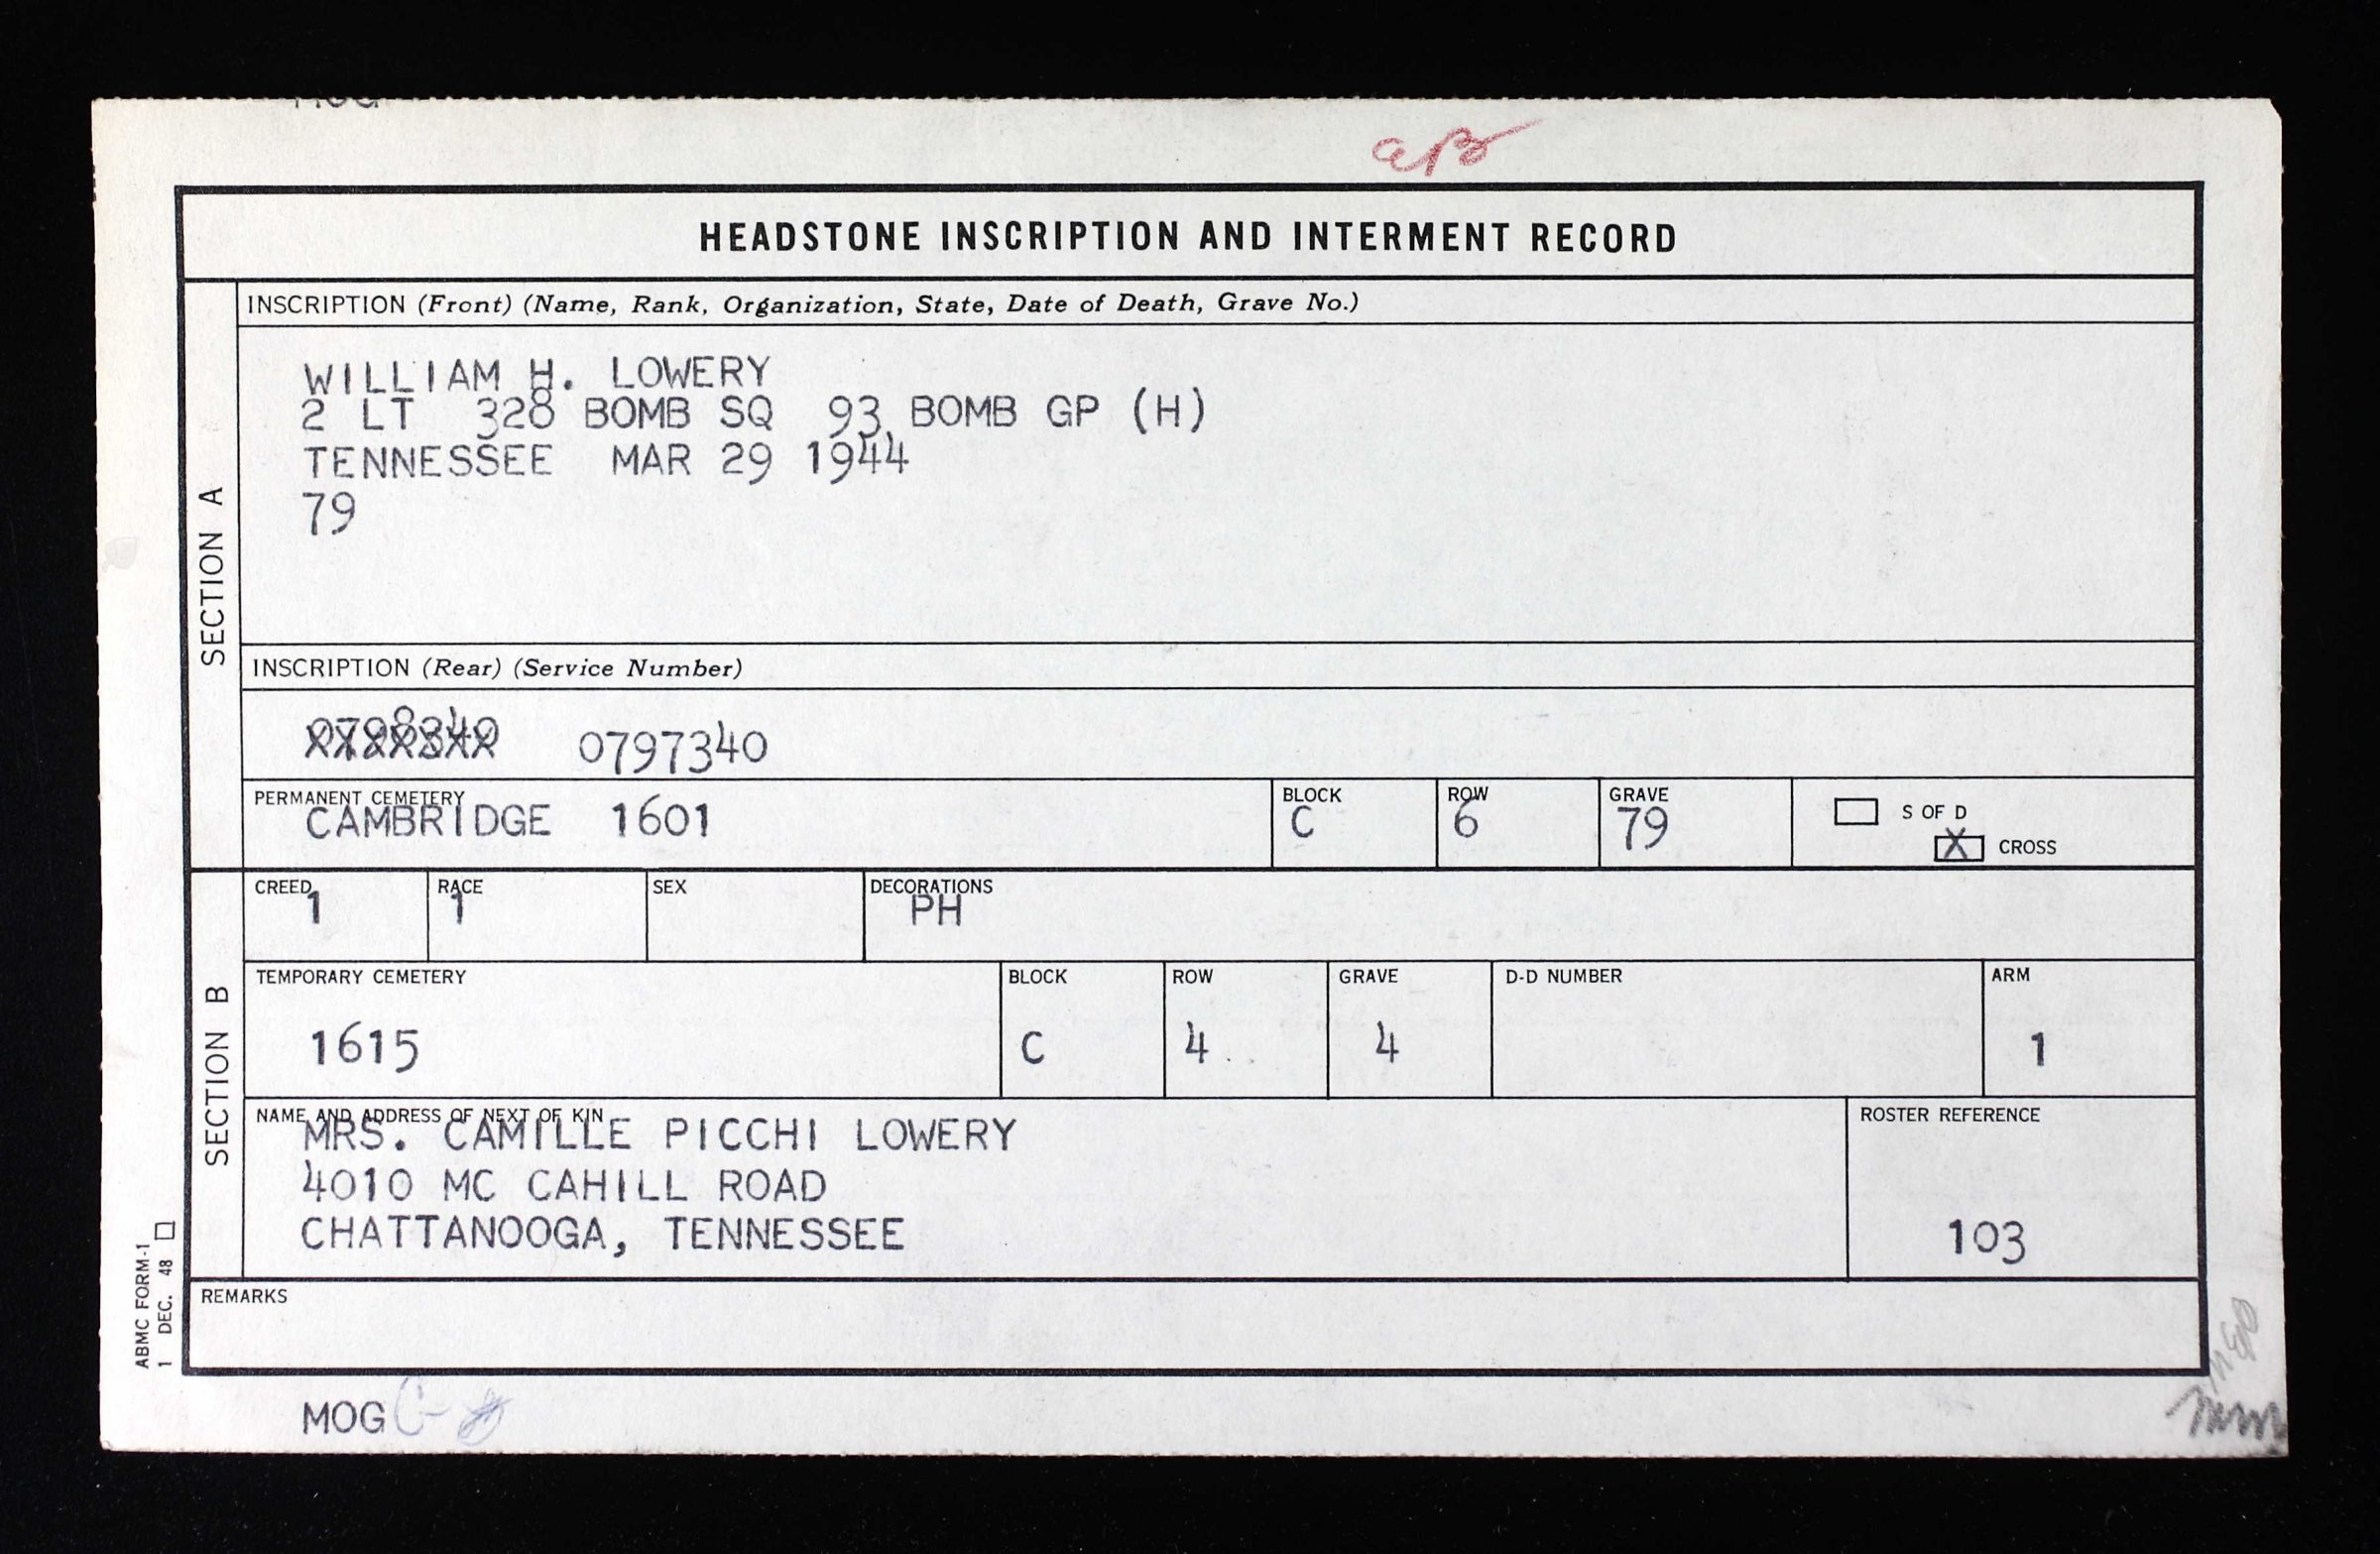 HEADSTONE INSCRIPTION AND INTERMENT RECORD
SECTION A
INSCRIPTION (Front) (Name, Rank, Organization, State, Date of Death, Grave No.)
WILLIAM H. LOWERY
2 LT 328 BOMB SQ 93 BOMB GP (H)
TENNESSEE MAR 29 1944
79
INSCRIPTION (Rear) (Service Number)
0797340
PERMANENT CEMETERY BLOCK ROW GRAVE
CAMBRIDGE 1601 C 6 79
S OF D
X CROSS
SECTION B
CREED RACE SEX DECORATIONS
1 1 PH
TEMPORARY CEMETERY BLOCK ROW GRAVE D-D NUMBER ARM
1615 C 4 4 1
NAME AND ADDRESS OF NEXT OF KIN ROSTER REFERENCE
MRS. CAMILLE PICCHI LOWERY
4010 MC CAHILL ROAD
CHATTANOOGA, TENNESSEE
103
REMARKS
ABMC FORM-1
1 DEC. 48
MOG